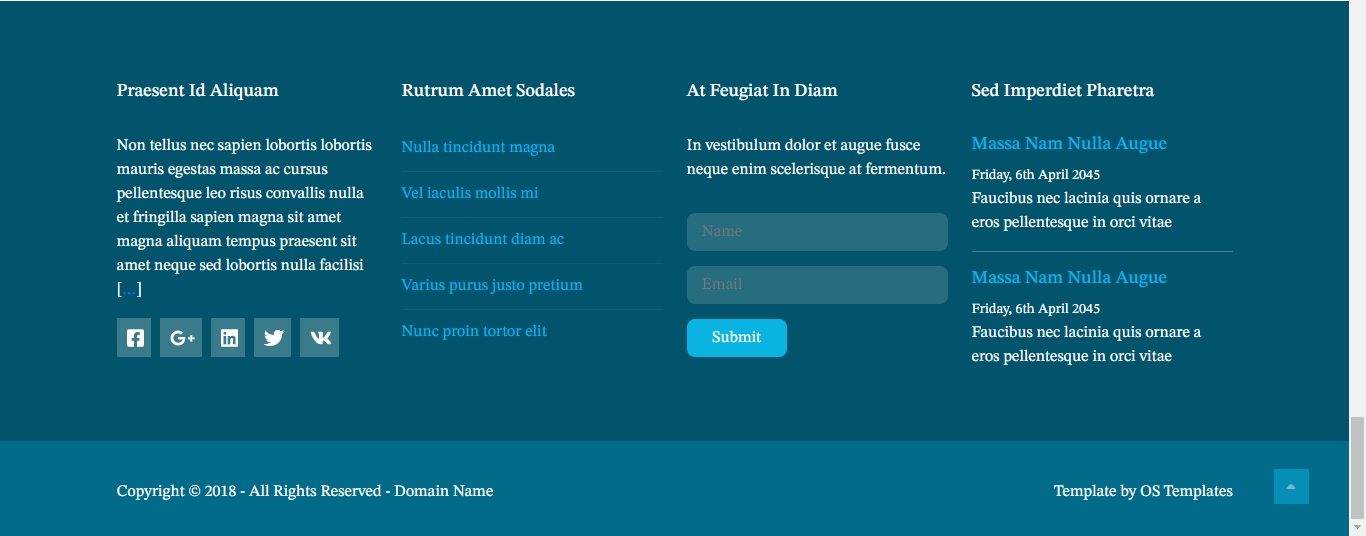 Praesent Id Aliquam
Non tellus nec sapien lobortis lobortis
mauris egestas massa ac cursus
pellentesque leo risus convallis nulla
et fringilla sapien magna sit amet
magna aliquam tempus praesent sit
amet neque sed lobortis nulla facilisi
[...]
Rutrum Amet Sodales
Nulla tincidunt magna
Vel iaculis mollis mi
Lacus tincidunt diam ac
Varius purus justo pretium
Nunc proin tortor elit
At Feugiat In Diam
In vestibulum dolor et augue fusce
neque enim scelerisque at fermentum.
Name
Email
Submit
Sed Imperdiet Pharetra
Massa Nam Nulla Augue
Friday, 6th April 2045
Faucibus nec lacinia quis ornare a
eros pellentesque in orci vitae
Massa Nam Nulla Augue
Friday, 6th April 2045
Faucibus nec lacinia quis ornare a
eros pellentesque in orci vitae
Copyright © 2018 - All Rights Reserved - Domain Name
Template by OS Templates